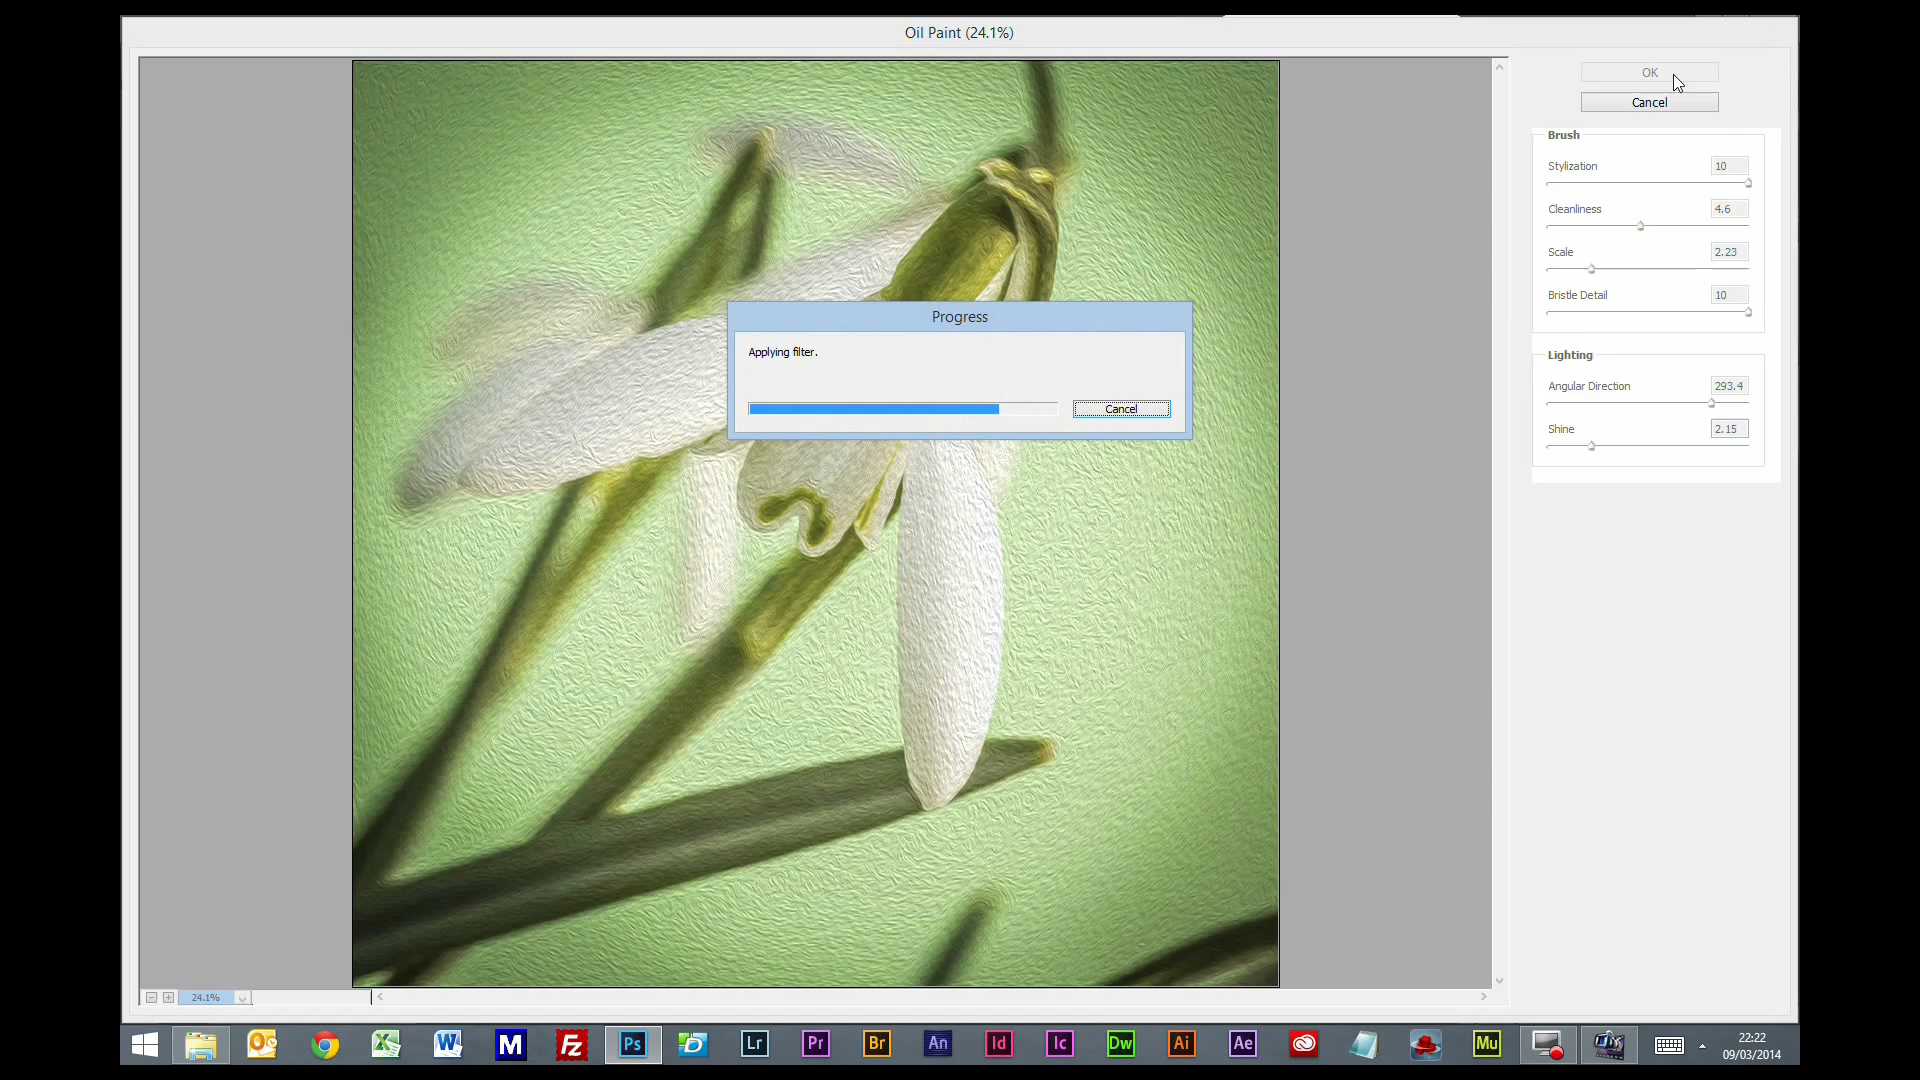 Oil Paint (24.1%)
OK
Cancel
Brush
Stylization 10
Cleanliness 4.6
Scale 2.23
Bristle Detail 10
Lighting
Angular Direction 293.4
Shine 2.15
Progress
Applying filter.
Cancel
24.1%
W M Fz Ps Lr Pr Br An Id Ic Dw Ai Ae Mu
22:22
09/03/2014